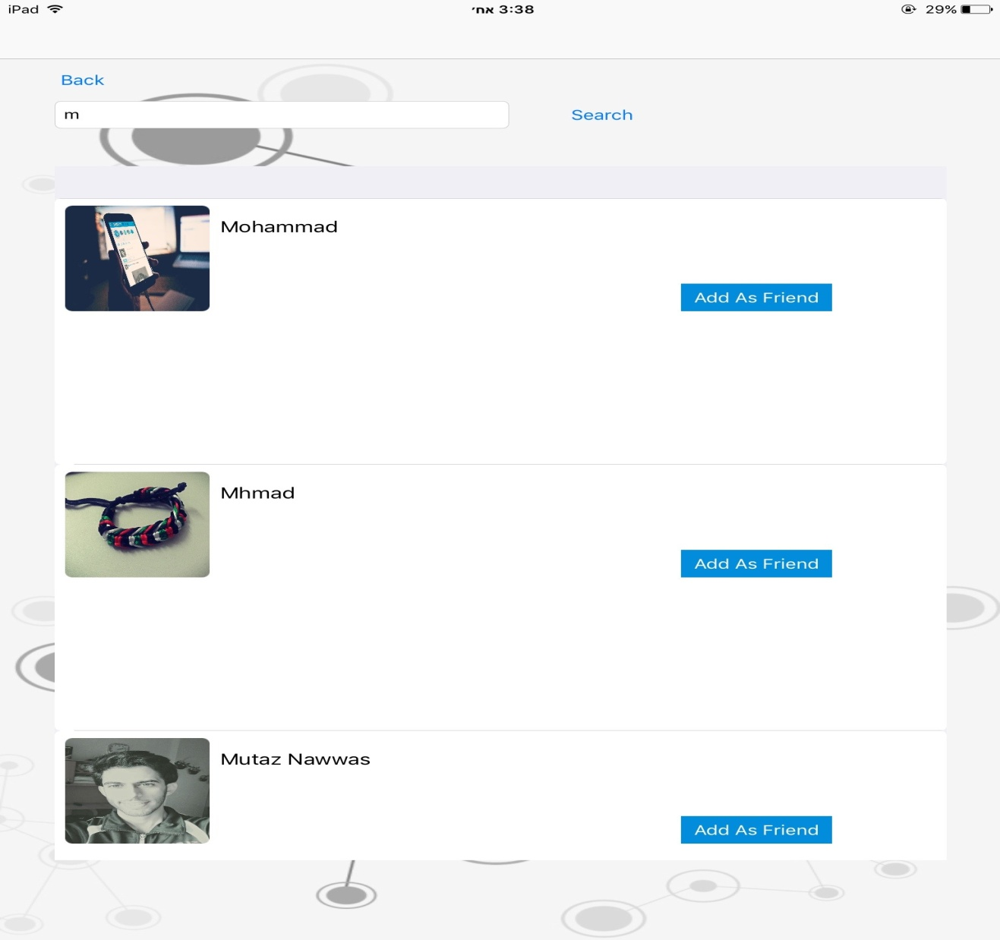 iPad אחי 3:38 29%
Back
m Search
Mohammad
Add As Friend
Mhmad
Add As Friend
Mutaz Nawwas
Add As Friend